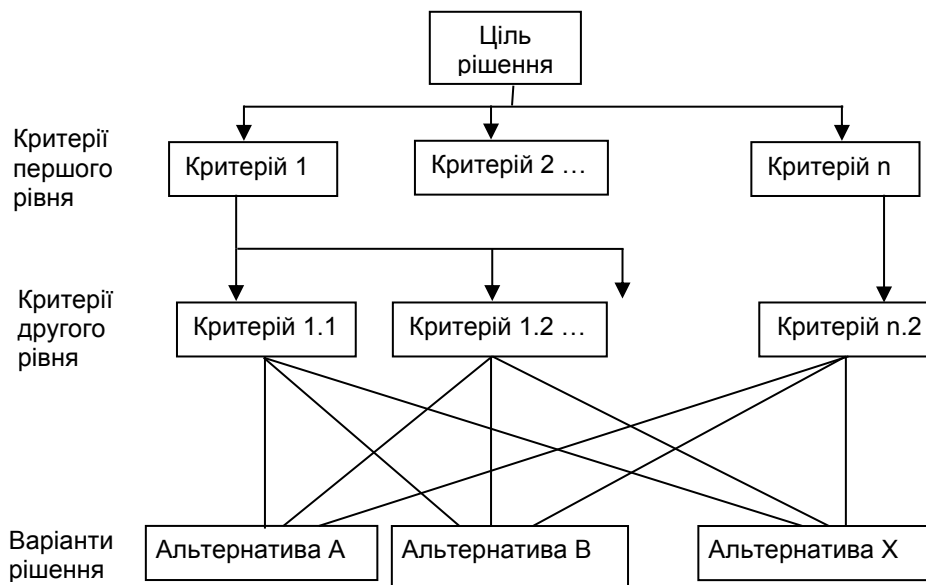 Ціль
рішення
Критерії
першого
рівня
Критерій 1
Критерій 2 …
Критерій n
Критерії
другого
рівня
Критерій 1.1
Критерій 1.2 …
Критерій n.2
Варіанти
рішення
Альтернатива А
Альтернатива В
Альтернатива Х